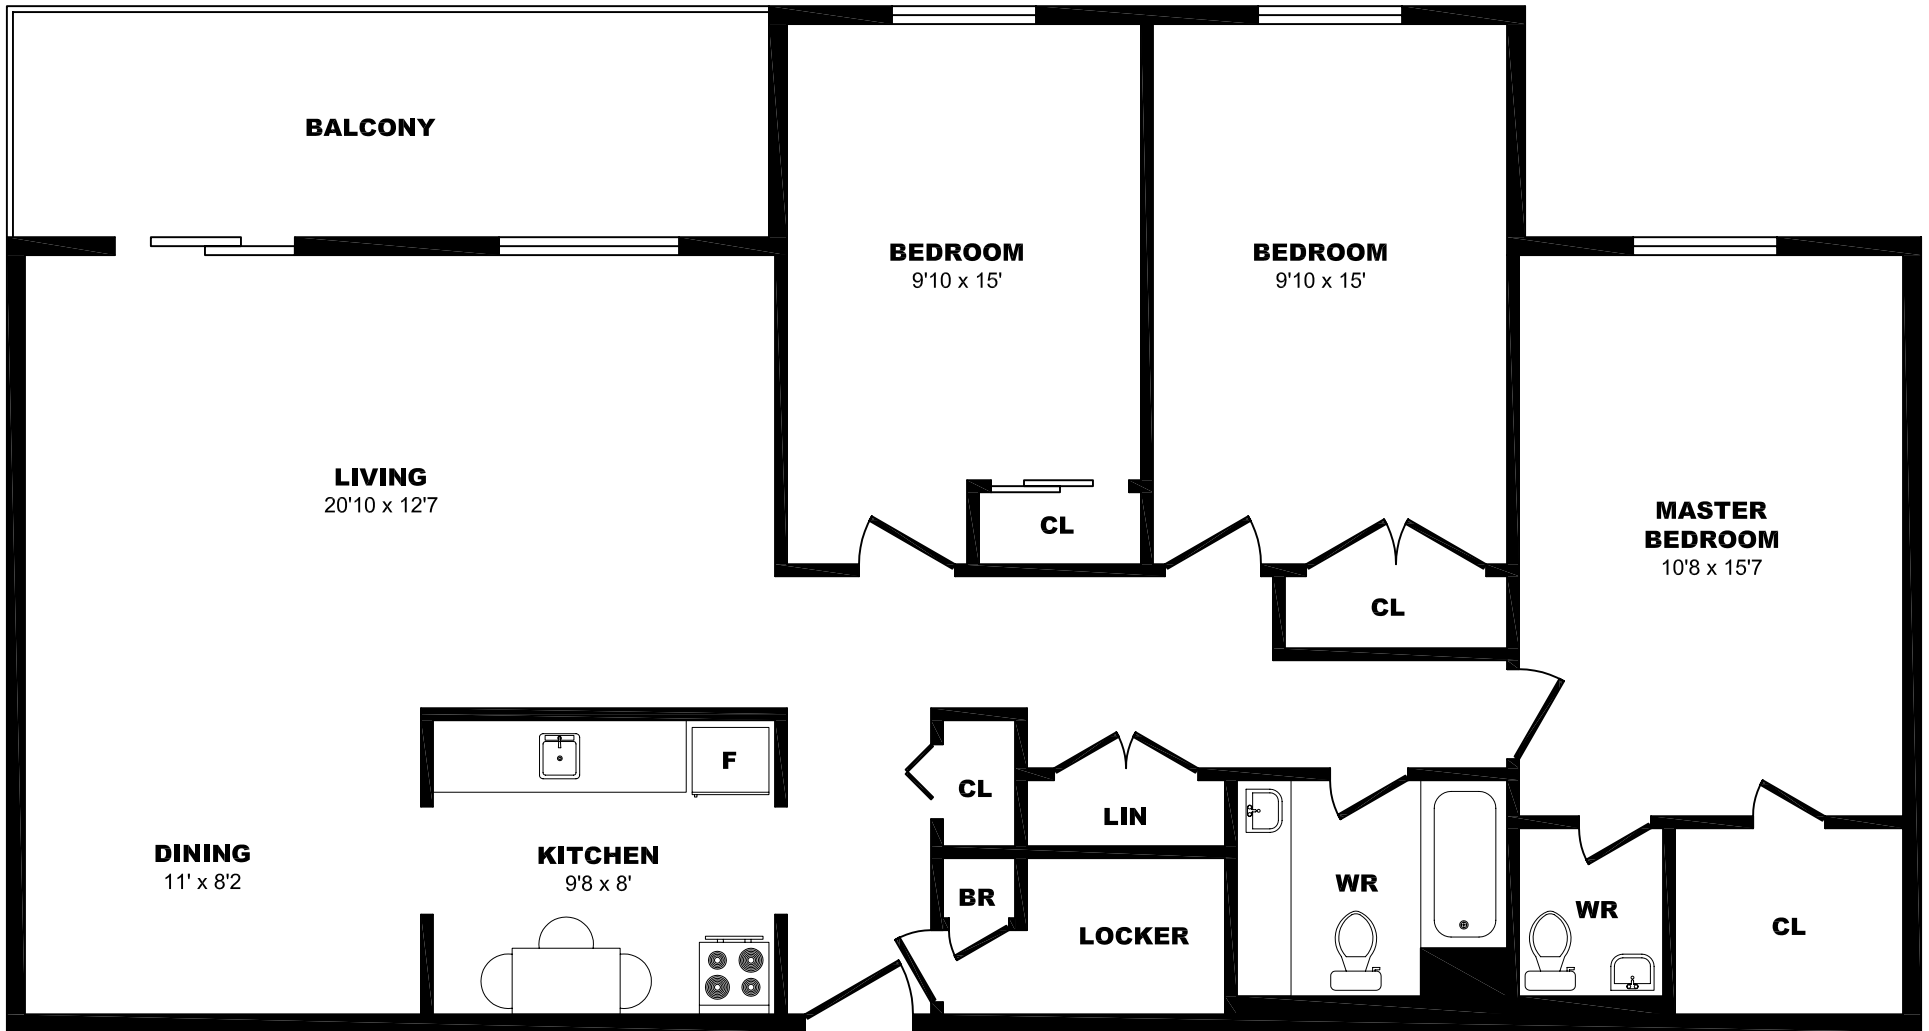 BALCONY
BEDROOM
9'10 x 15'
BEDROOM
9'10 x 15'
LIVING
20'10 x 12'7
CL
MASTER
BEDROOM
10'8 x 15'7
CL
F
CL
LIN
DINING
11' x 8'2
KITCHEN
9'8 x 8'
BR
LOCKER
WR
WR
CL